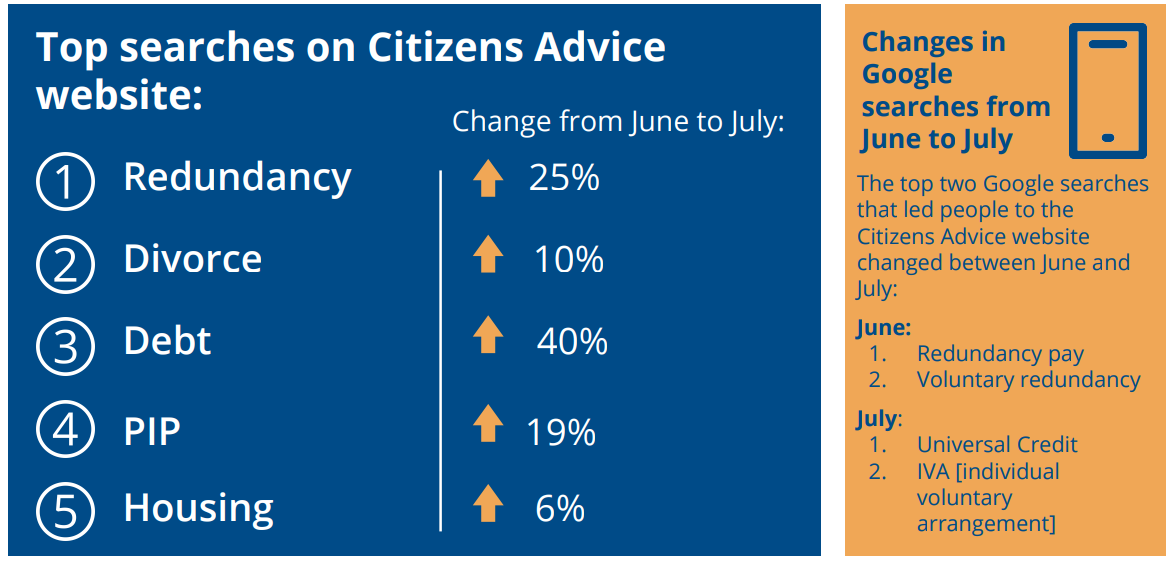 Top searches on Citizens Advice
website:
Change from June to July:
1 Redundancy 25%
2 Divorce 10%
3 Debt 40%
4 PIP 19%
5 Housing 6%
Changes in
Google
searches from
June to July
The top two Google searches
that led people to the
Citizens Advice website
changed between June and
July:
June:
1. Redundancy pay
2. Voluntary redundancy
July:
1. Universal Credit
2. IVA [individual
voluntary
arrangement]